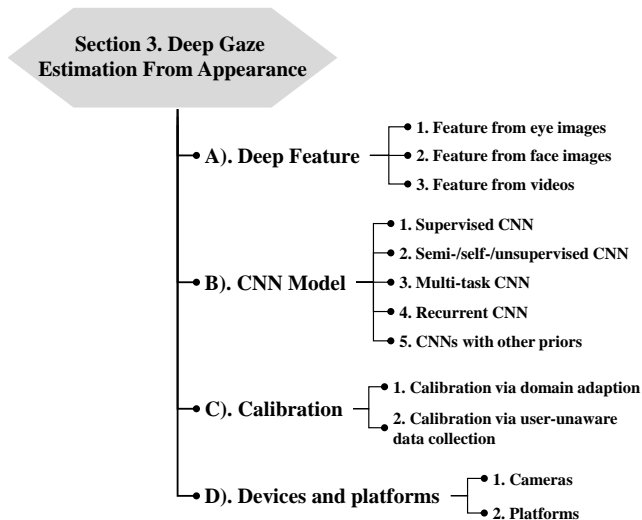 Section 3. Deep Gaze
Estimation From Appearance
A). Deep Feature
1. Feature from eye images
2. Feature from face images
3. Feature from videos
B). CNN Model
1. Supervised CNN
2. Semi-/self-/unsupervised CNN
3. Multi-task CNN
4. Recurrent CNN
5. CNNs with other priors
C). Calibration
1. Calibration via domain adaption
2. Calibration via user-unaware
data collection
D). Devices and platforms
1. Cameras
2. Platforms